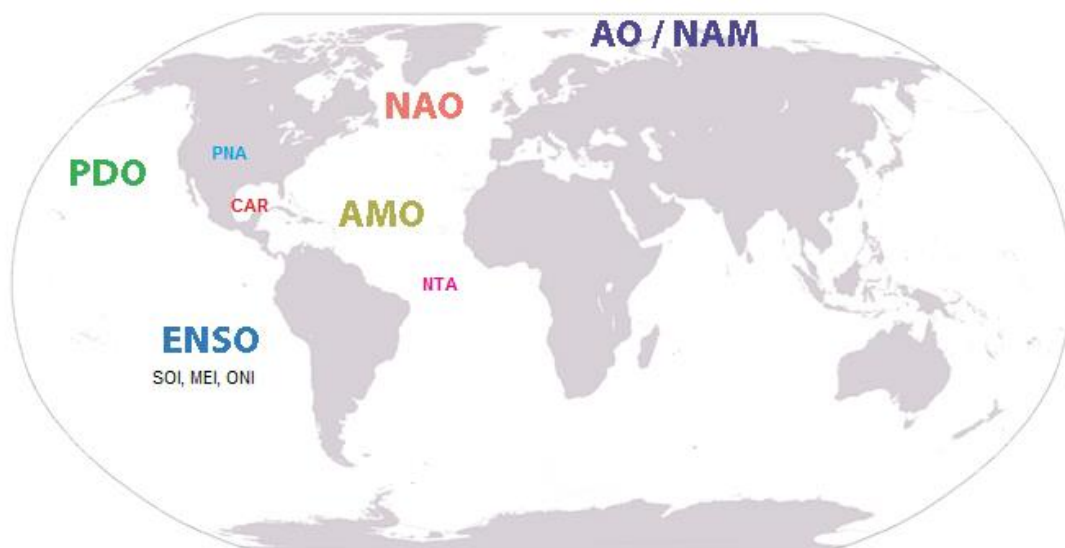 AO / NAM
NAO
PNA
PDO
CAR
AMO
NTA
ENSO
SOI, MEI, ONI